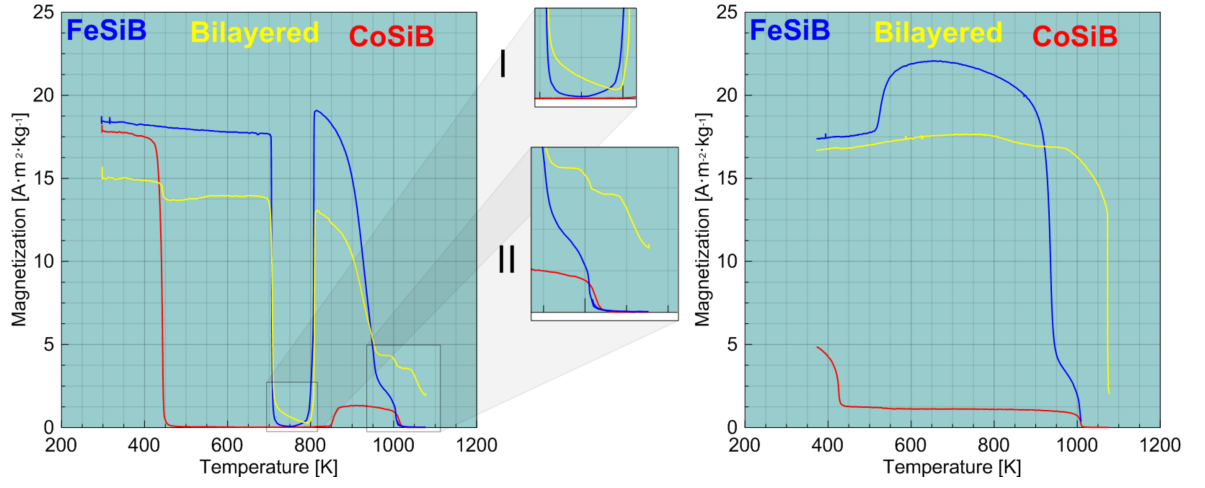 FeSiB Bilayered CoSiB
Magnetization [A·m⁻²·kg⁻¹]
25
20
15
10
5
0
200 400 600 800 1000 1200
Temperature [K]
I
II
FeSiB Bilayered CoSiB
Magnetization [A·m⁻²·kg⁻¹]
25
20
15
10
5
0
200 400 600 800 1000 1200
Temperature [K]